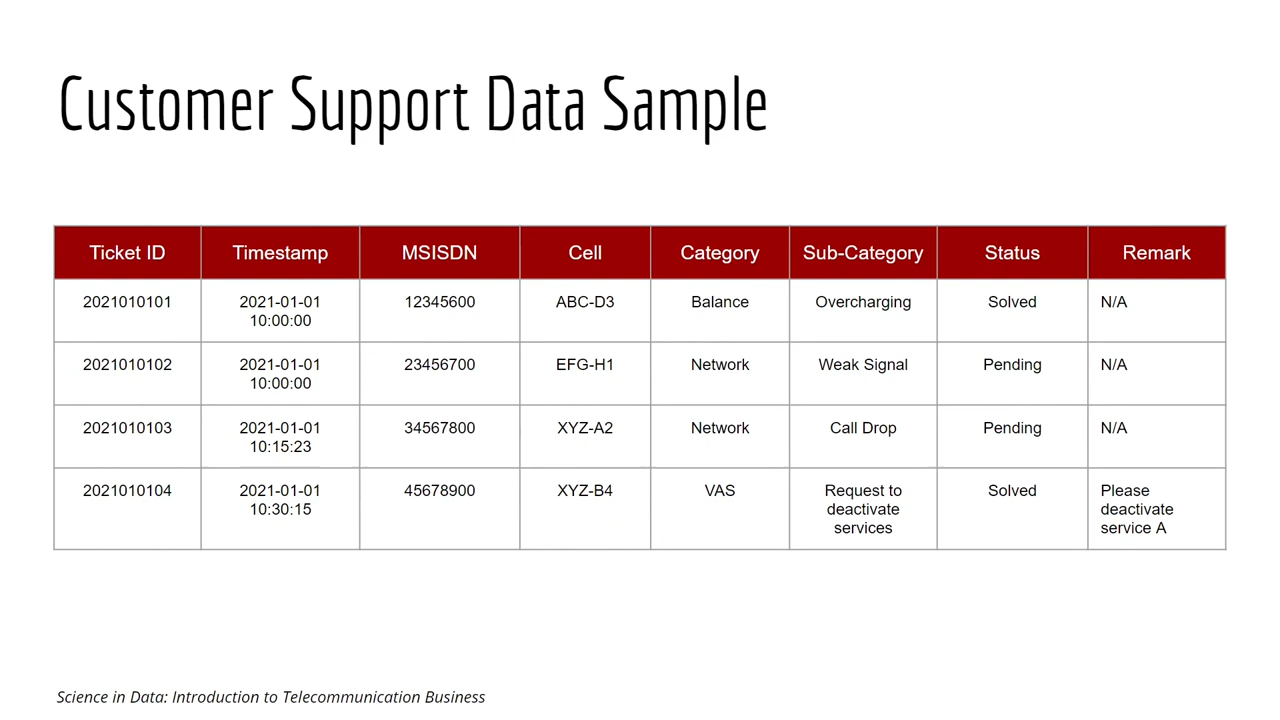 Customer Support Data Sample
Ticket ID Timestamp MSISDN Cell Category Sub-Category Status Remark
2021010101 2021-01-01 12345600 ABC-D3 Balance Overcharging Solved N/A
10:00:00
2021010102 2021-01-01 23456700 EFG-H1 Network Weak Signal Pending N/A
10:00:00
2021010103 2021-01-01 34567800 XYZ-A2 Network Call Drop Pending N/A
10:15:23
2021010104 2021-01-01 45678900 XYZ-B4 VAS Request to Solved Please
10:30:15 deactivate deactivate
services service A
Science in Data: Introduction to Telecommunication Business